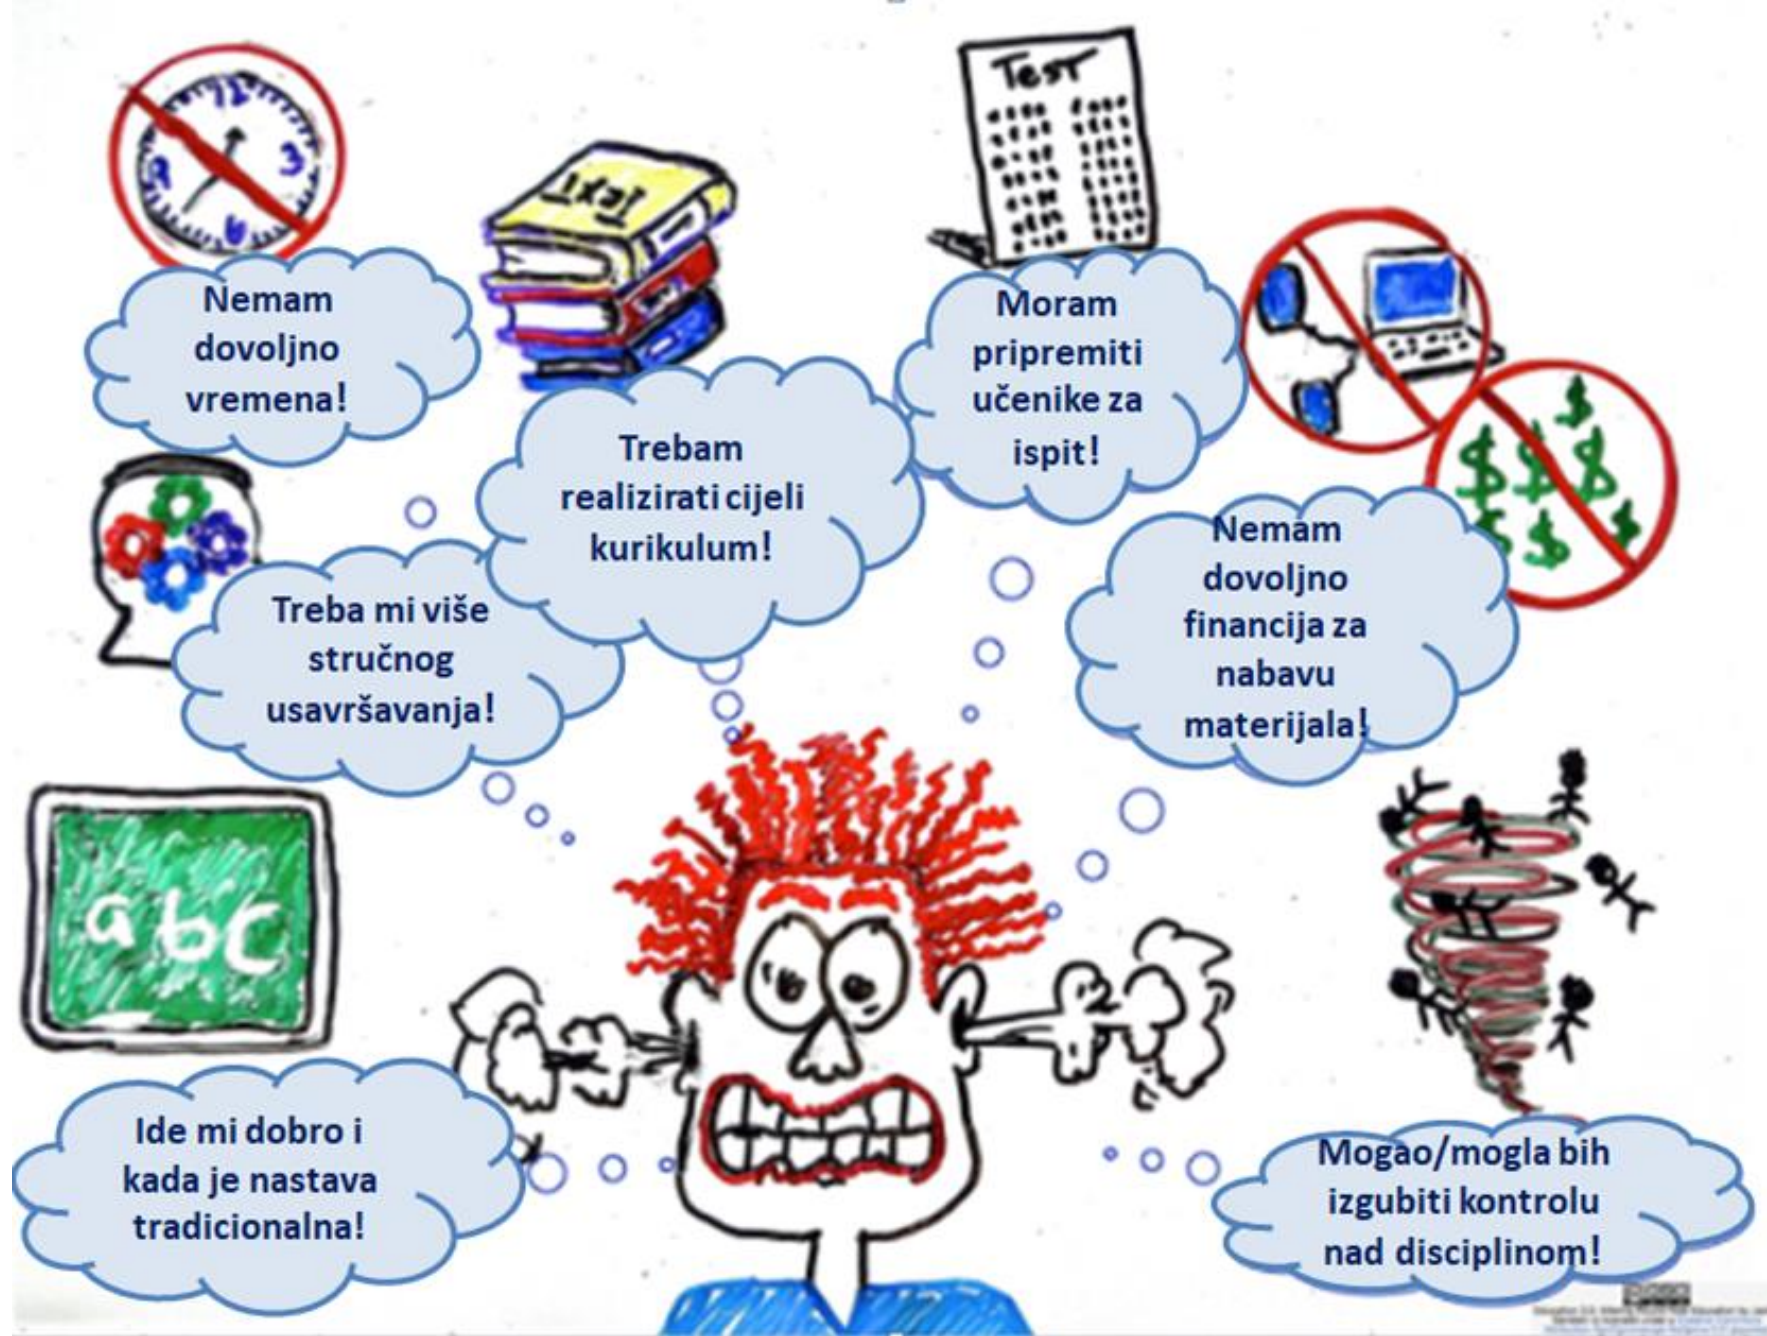 Test
Text
Nemam
dovoljno
vremena!
Moram
pripremiti
učenike za
ispit!
Trebam
realizirati cijeli
kurikulum!
Nemam
dovoljno
financija za
nabavu
materijala!
Treba mi više
stručnog
usavršavanja!
abc
Ide mi dobro i
kada je nastava
tradicionalna!
Mogao/mogla bih
izgubiti kontrolu
nad disciplinom!